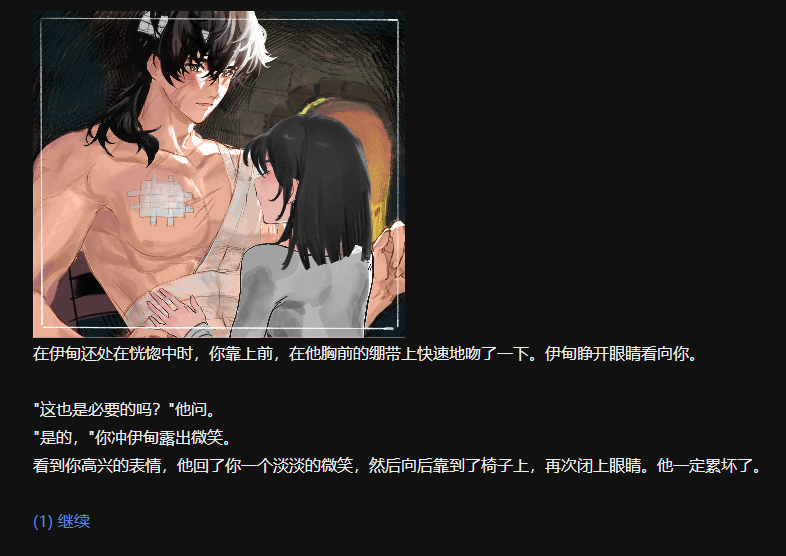 在伊甸还处在恍惚中时，你靠上前，在他胸前的绷带上快速地吻了一下。伊甸睁开眼睛看向你。
"这也是必要的吗？"他问。
"是的，"你冲伊甸露出微笑。
看到你高兴的表情，他回了你一个淡淡的微笑，然后向后靠到了椅子上，再次闭上眼睛。他一定累坏了。
(1) 继续